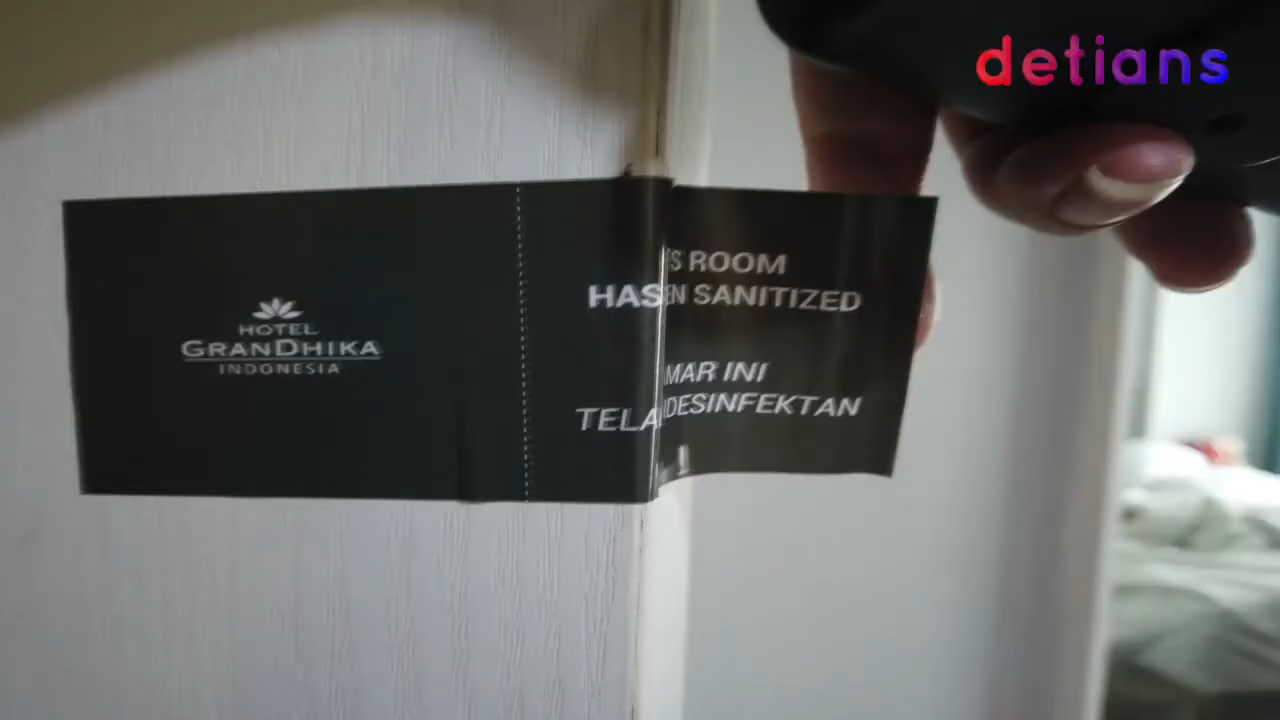 detians
HOTEL
GRANDHIKA
INDONESIA
S ROOM
HAS EN SANITIZED
MAR INI
TELA DESINFEKTAN